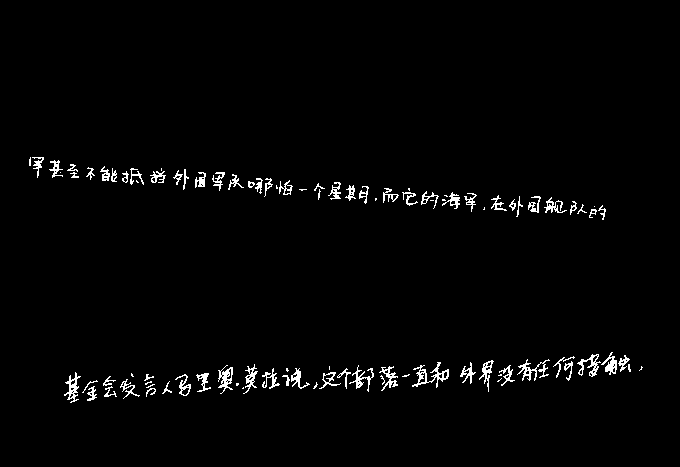 军甚至不能抵挡外国军队哪怕一个星期,而它的海军,在外国舰队的
基金会发言人马里奥.莫拉说,这个部落一直和外界没有任何接触,